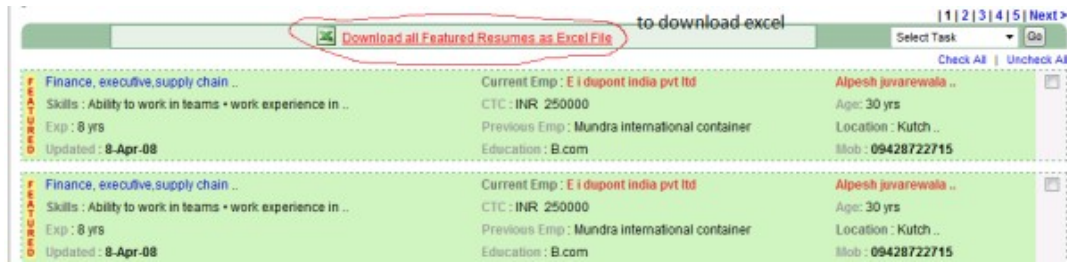 |1|2|3|4|5|Next >
Download all Featured Resumes as Excel File to download excel Select Task Go
Check All | Uncheck All
FEATURED
Finance, executive,supply chain .. Current Emp : E i dupont india pvt ltd Alpesh juvarewala ..
Skills : Ability to work in teams • work experience in .. CTC : INR 250000 Age: 30 yrs
Exp : 8 yrs Previous Emp : Mundra international container Location : Kutch ..
Updated : 8-Apr-08 Education : B.com Mob : 09428722715
FEATURED
Finance, executive,supply chain .. Current Emp : E i dupont india pvt ltd Alpesh juvarewala ..
Skills : Ability to work in teams • work experience in .. CTC : INR 250000 Age: 30 yrs
Exp : 8 yrs Previous Emp : Mundra international container Location : Kutch ..
Updated : 8-Apr-08 Education : B.com Mob : 09428722715